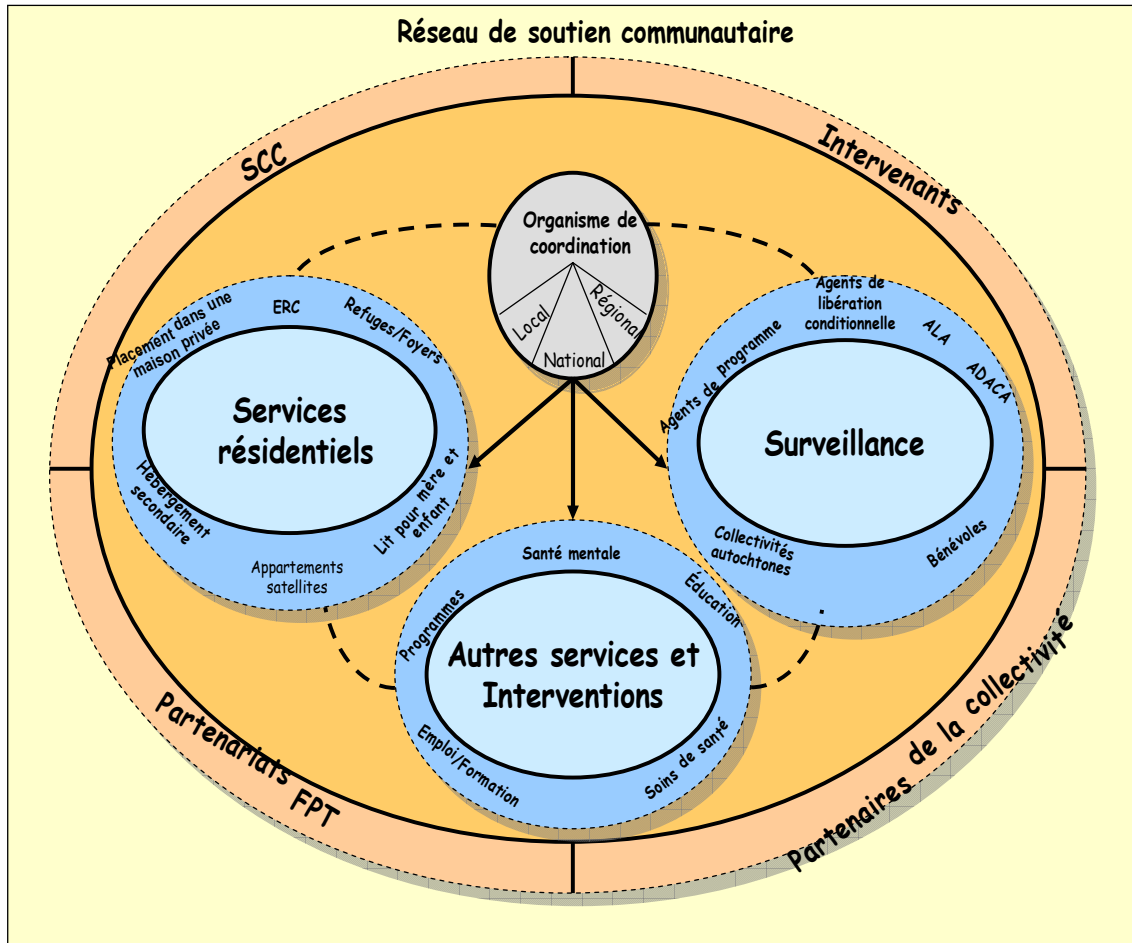 Réseau de soutien communautaire
SCC
Intervenants
Organisme de
coordination
Local
National
Régional
Placement dans une
maison privée
ERC
Refuges/Foyers
Services
résidentiels
Hébergement
secondaire
Appartements
satellites
Lit pour mère et
enfant
Agents de programme
Agents de
libération
conditionnelle
ALA
ADACA
Surveillance
Collectivités
autochtones
Bénévoles
Santé mentale
Programmes
Éducation
Autres services et
Interventions
Emploi/Formation
Soins de santé
Partenariats
FPT
Partenaires de la collectivité